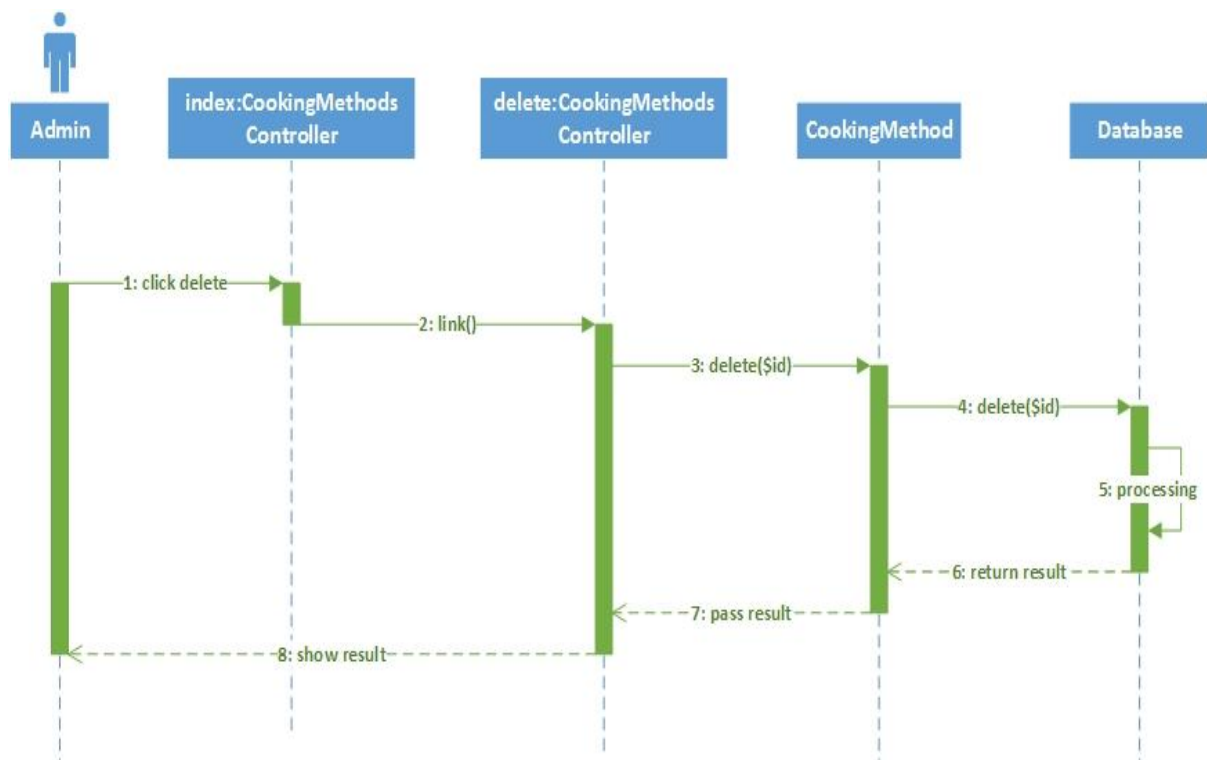 Admin
index:CookingMethods
Controller
delete:CookingMethods
Controller
CookingMethod
Database
1: click delete
2: link()
3: delete($id)
4: delete($id)
5: processing
6: return result
7: pass result
8: show result